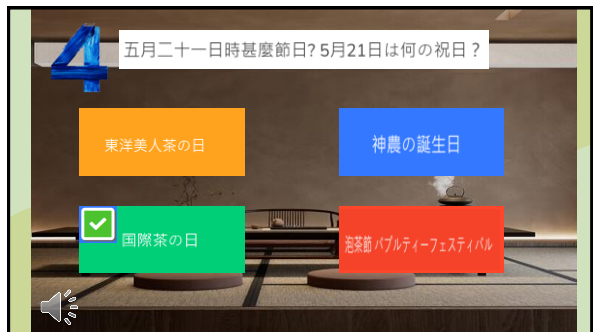 4
五月二十一日時甚麼節日? 5月21日は何の祝日？
東洋美人茶の日
神農の誕生日
国際茶の日
泡茶節 バブルティーフェスティバル